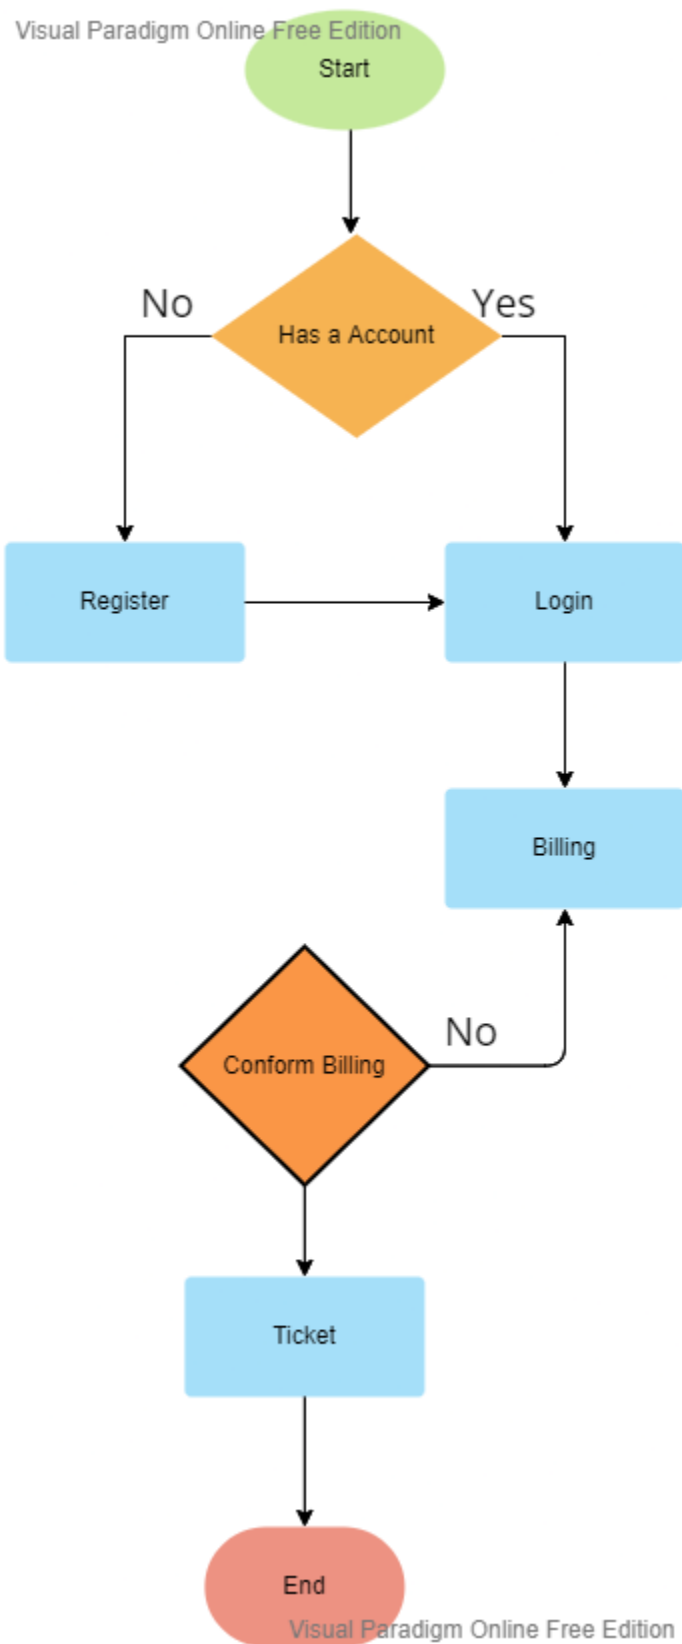 Visual Paradigm Online Free Edition
Start
No
Yes
Has a Account
Register
Login
Billing
No
Conform Billing
Ticket
End
Visual Paradigm Online Free Edition